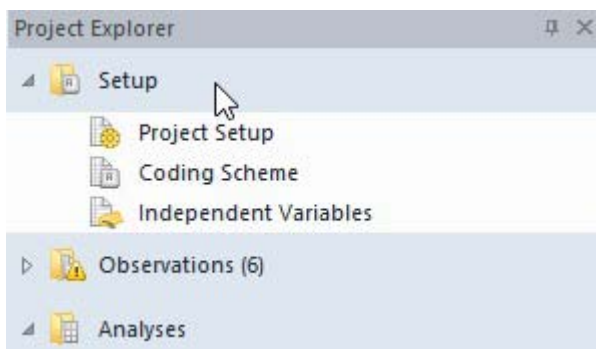 Project Explorer
Setup
Project Setup
Coding Scheme
Independent Variables
Observations (6)
Analyses